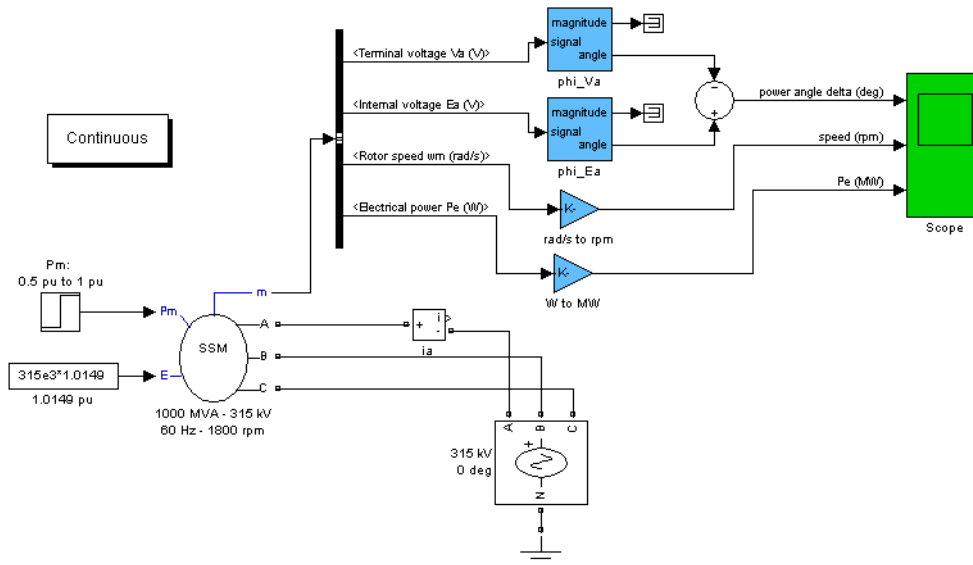 <Terminal voltage Va (V)>
magnitude
signal
angle
phi_Va
<Internal voltage Ea (V)>
magnitude
signal
angle
phi_Ea
Continuous
<Rotor speed wm (rad/s)>
K-
rad/s to rpm
<Electrical power Pe (W)>
K-
W to MW
-
+
power angle delta (deg)
speed (rpm)
Pe (MW)
Scope
Pm:
0.5 pu to 1 pu
m
Pm
SSM
A
B
C
E
315e3*1.0149
1.0149 pu
1000 MVA - 315 kV
60 Hz - 1800 rpm
+
i
-
ia
A
B
C
+
N
315 kV
0 deg